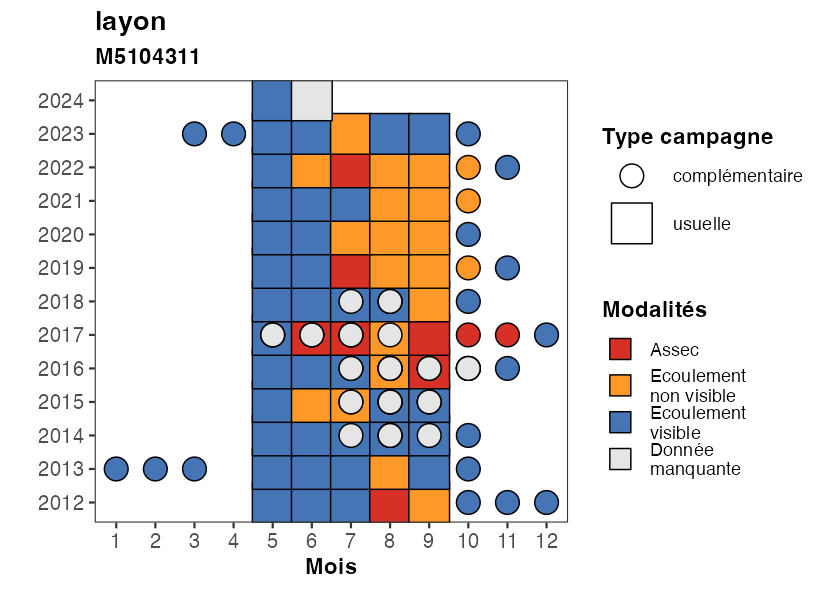 layon
M5104311
2024
2023
2022
2021
2020
2019
2018
2017
2016
2015
2014
2013
2012
1 2 3 4 5 6 7 8 9 10 11 12
Mois
Type campagne
complémentaire
usuelle
Modalités
Assec
Ecoulement
non visible
Ecoulement
visible
Donnée
manquante